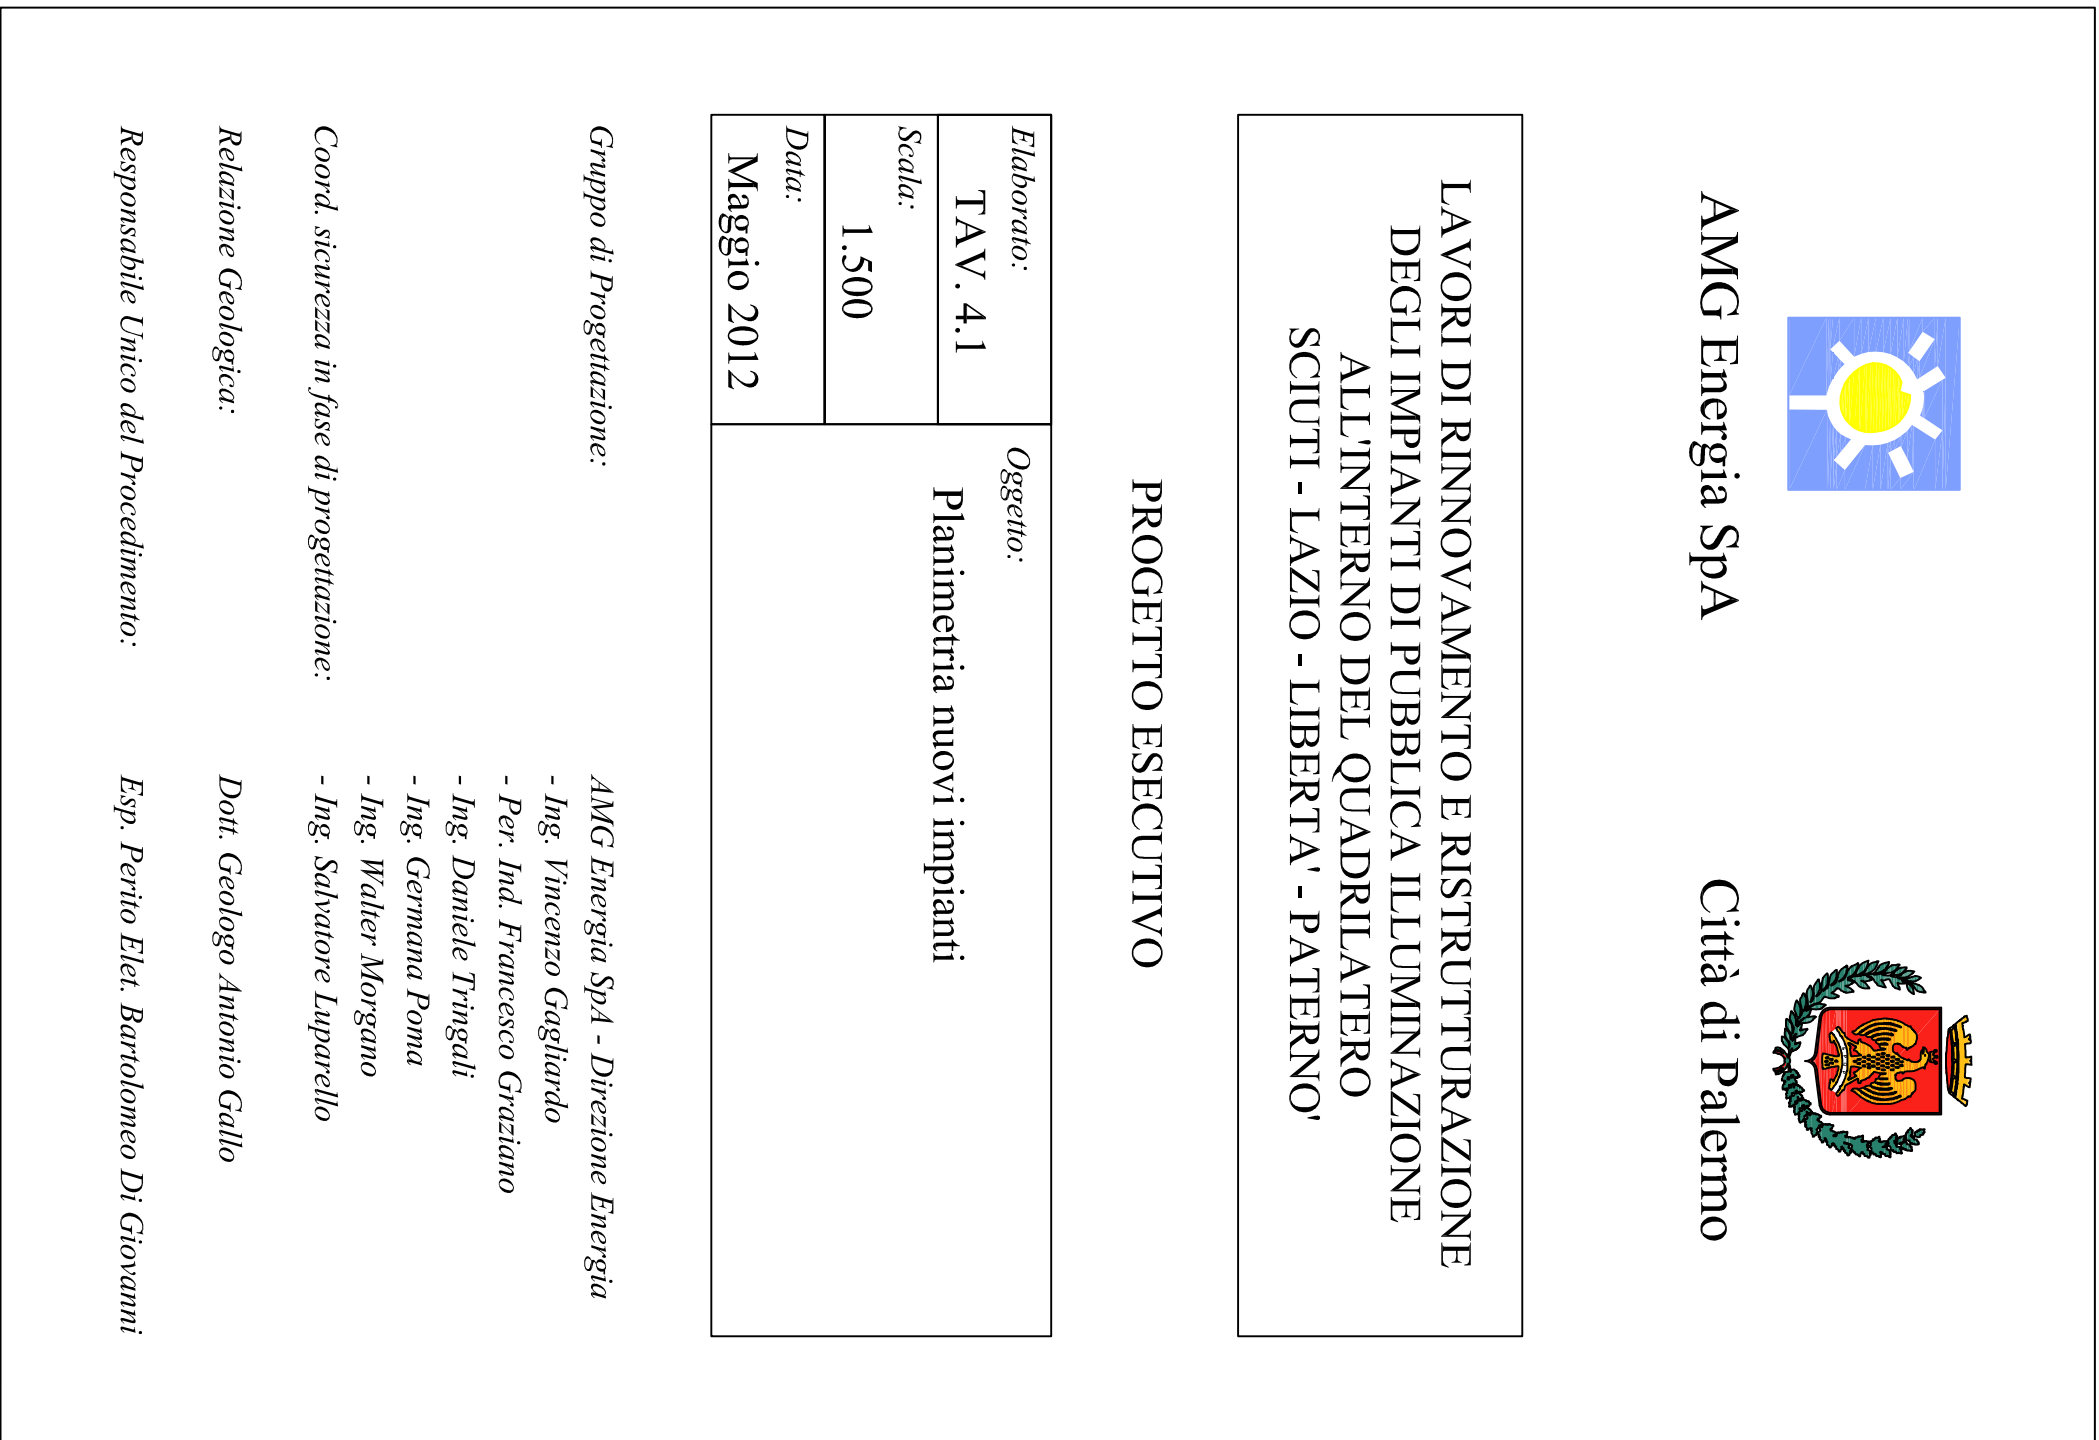 AMG Energia SpA
Città di Palermo
LAVORI DI RINNOVAMENTO E RISTRUTTURAZIONE
DEGLI IMPIANTI DI PUBBLICA ILLUMINAZIONE
ALL'INTERNO DEL QUADRILATERO
SCIUTI - LAZIO - LIBERTA' - PATERNO'
PROGETTO ESECUTIVO
Elaborato:
TAV. 4.1
Scala:
1.500
Data:
Maggio 2012
Oggetto:
Planimetria nuovi impianti
Gruppo di Progettazione:
AMG Energia SpA - Direzione Energia
- Ing. Vincenzo Gagliardo
- Per. Ind. Francesco Graziano
- Ing. Daniele Tringali
- Ing. Germana Poma
- Ing. Walter Morgano
Coord. sicurezza in fase di progettazione:
- Ing. Salvatore Luparello
Relazione Geologica:
Dott. Geologo Antonio Gallo
Responsabile Unico del Procedimento:
Esp. Perito Elet. Bartolomeo Di Giovanni